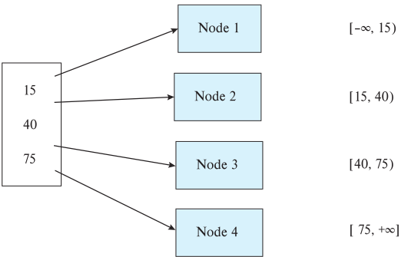 Node 1 [-∞, 15)
15
Node 2 [15, 40)
40
75
Node 3 [40, 75)
Node 4 [ 75, +∞]